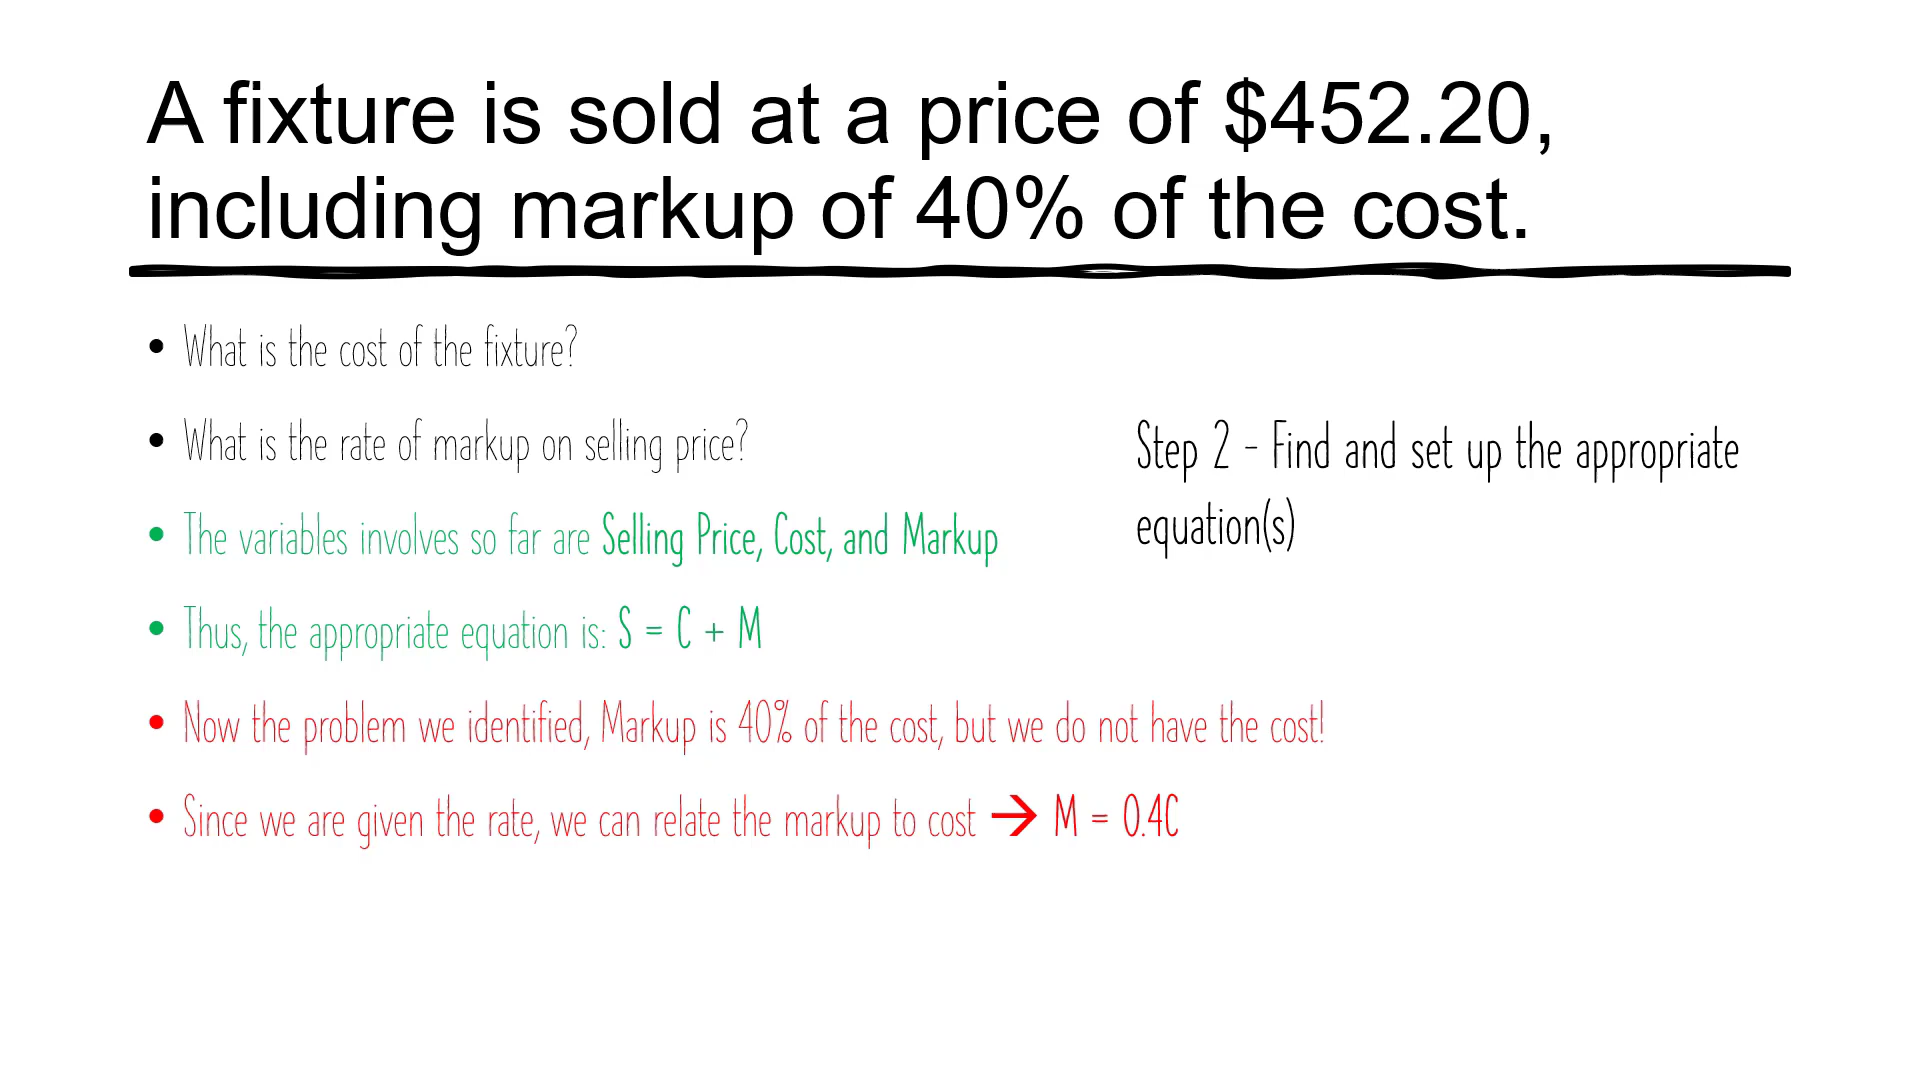 A fixture is sold at a price of $452.20,
including markup of 40% of the cost.
• What is the cost of the fixture?
• What is the rate of markup on selling price?
Step 2 - Find and set up the appropriate
equation(s)
• The variables involves so far are Selling Price, Cost, and Markup
• Thus, the appropriate equation is: S = C + M
• Now the problem we identified, Markup is 40% of the cost, but we do not have the cost!
• Since we are given the rate, we can relate the markup to cost → M = 0.4C